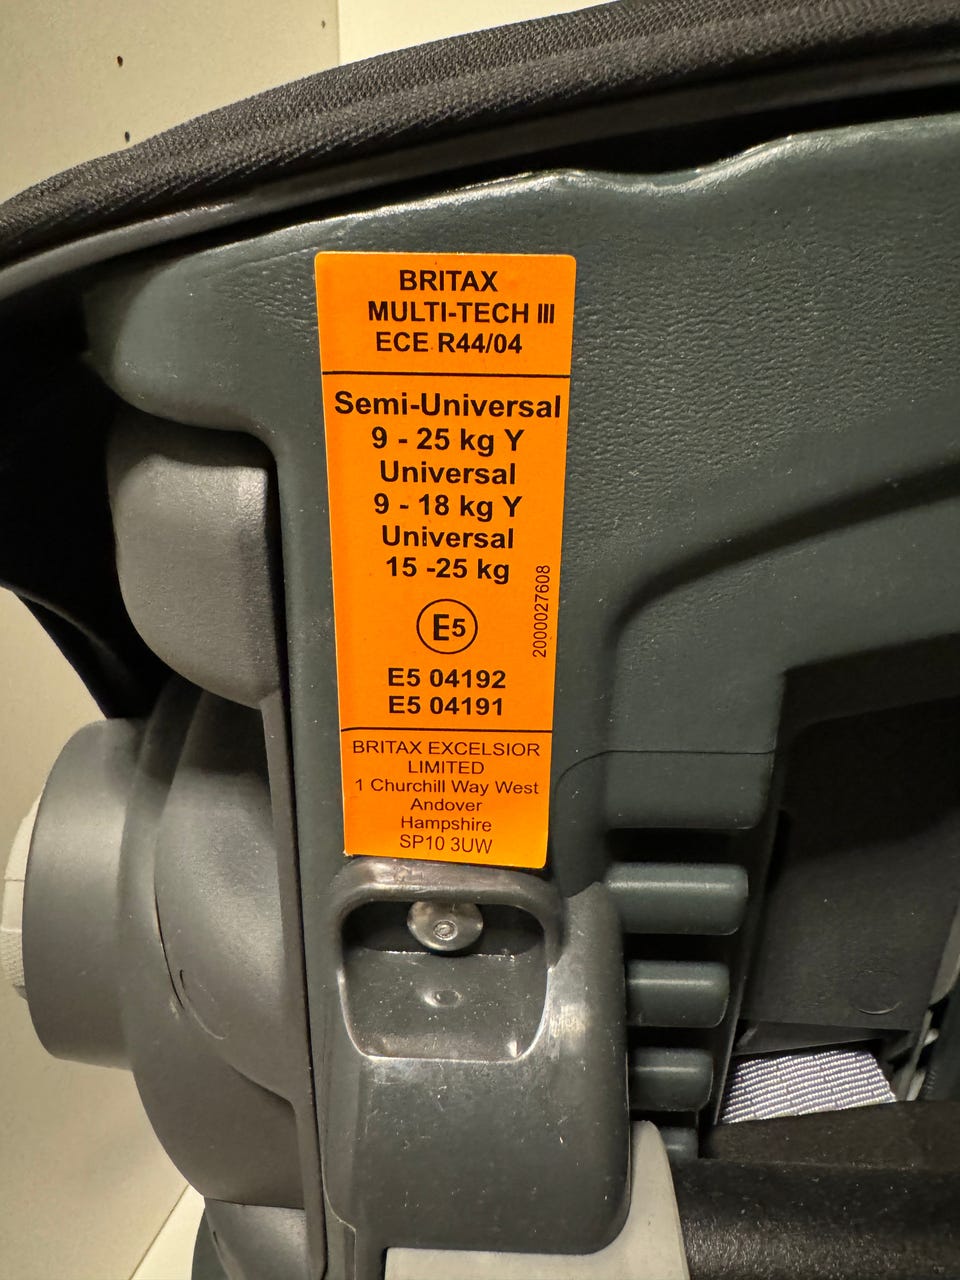 BRITAX
MULTI-TECH III
ECE R44/04
Semi-Universal
9 - 25 kg Y
Universal
9 - 18 kg Y
Universal
15 -25 kg
E5
2000027608
E5 04192
E5 04191
BRITAX EXCELSIOR
LIMITED
1 Churchill Way West
Andover
Hampshire
SP10 3UW